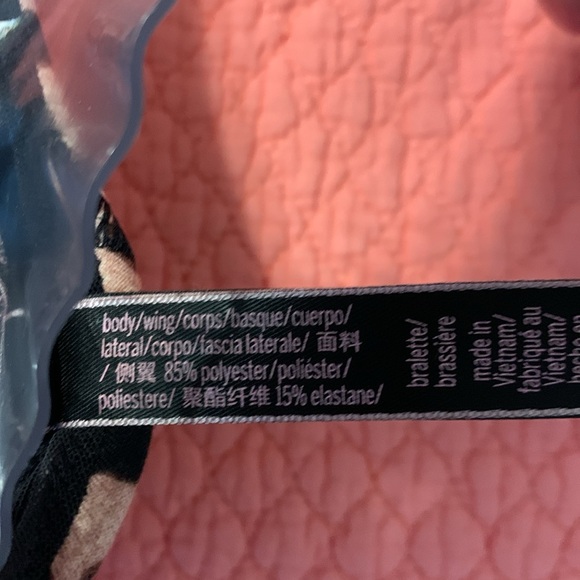 body/wing/corps/basque/cuerpo/
lateral/corpo/fascia laterale/ 面料
/ 侧翼 85% polyester/poliéster/
poliestere/ 聚酯纤维 15% elastane/
bralette/
brassière
made in
Vietnam/
fabriqué au
Vietnam/